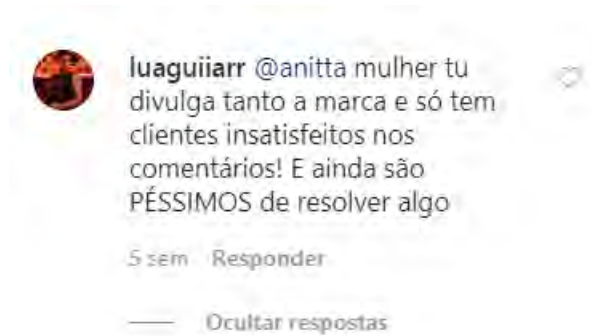 luaguiiarr @anitta mulher tu
divulga tanto a marca e só tem
clientes insatisfeitos nos
comentários! E ainda são
PÉSSIMOS de resolver algo
5 sem Responder
Ocultar respostas